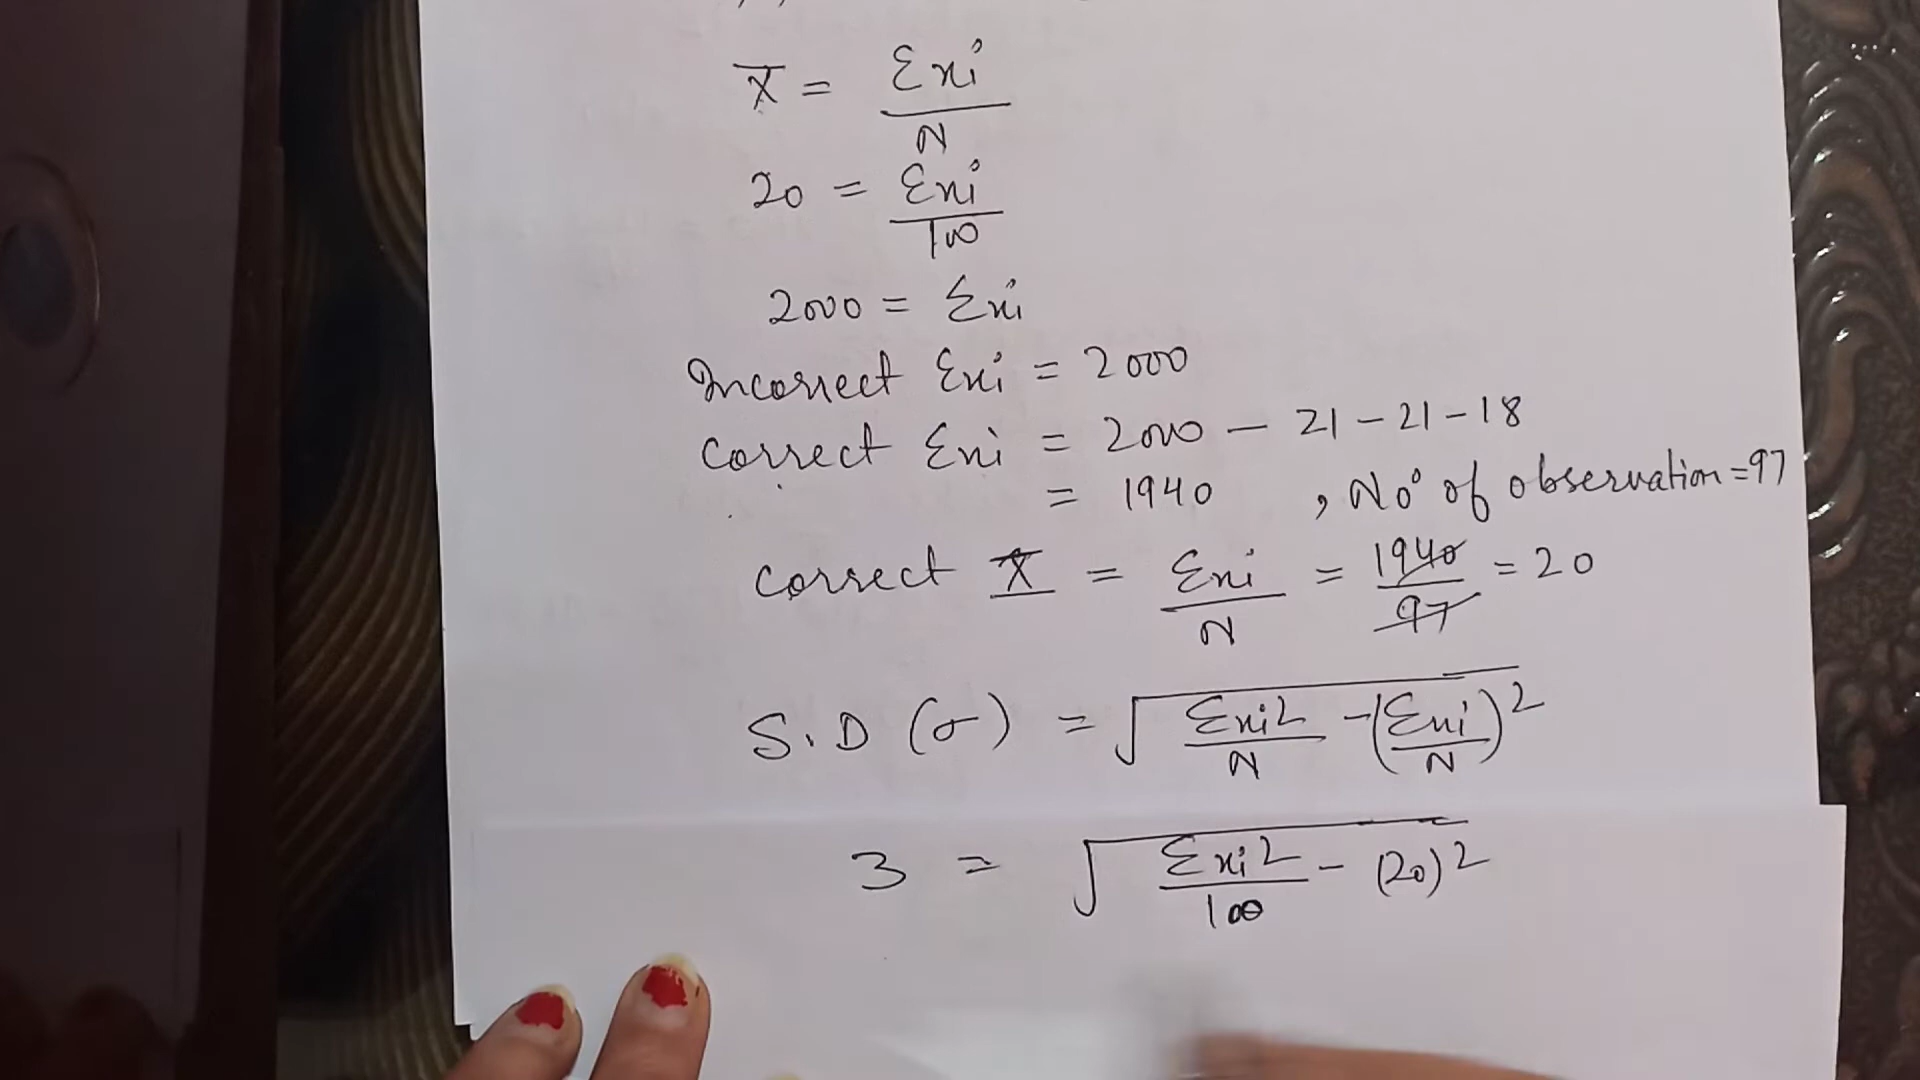 X̄ = Σxi / N
20 = Σxi / 100
2000 = Σxi
Incorrect Σxi = 2000
Correct Σxi = 2000 - 21 - 21 - 18
= 1940 , No of observation = 97
correct X̄ = Σxi / N = 1940 / 97 = 20
S.D (σ) = √(Σxi² / N - (Σxi / N)²)
3 = √(Σxi² / 100 - (20)²)